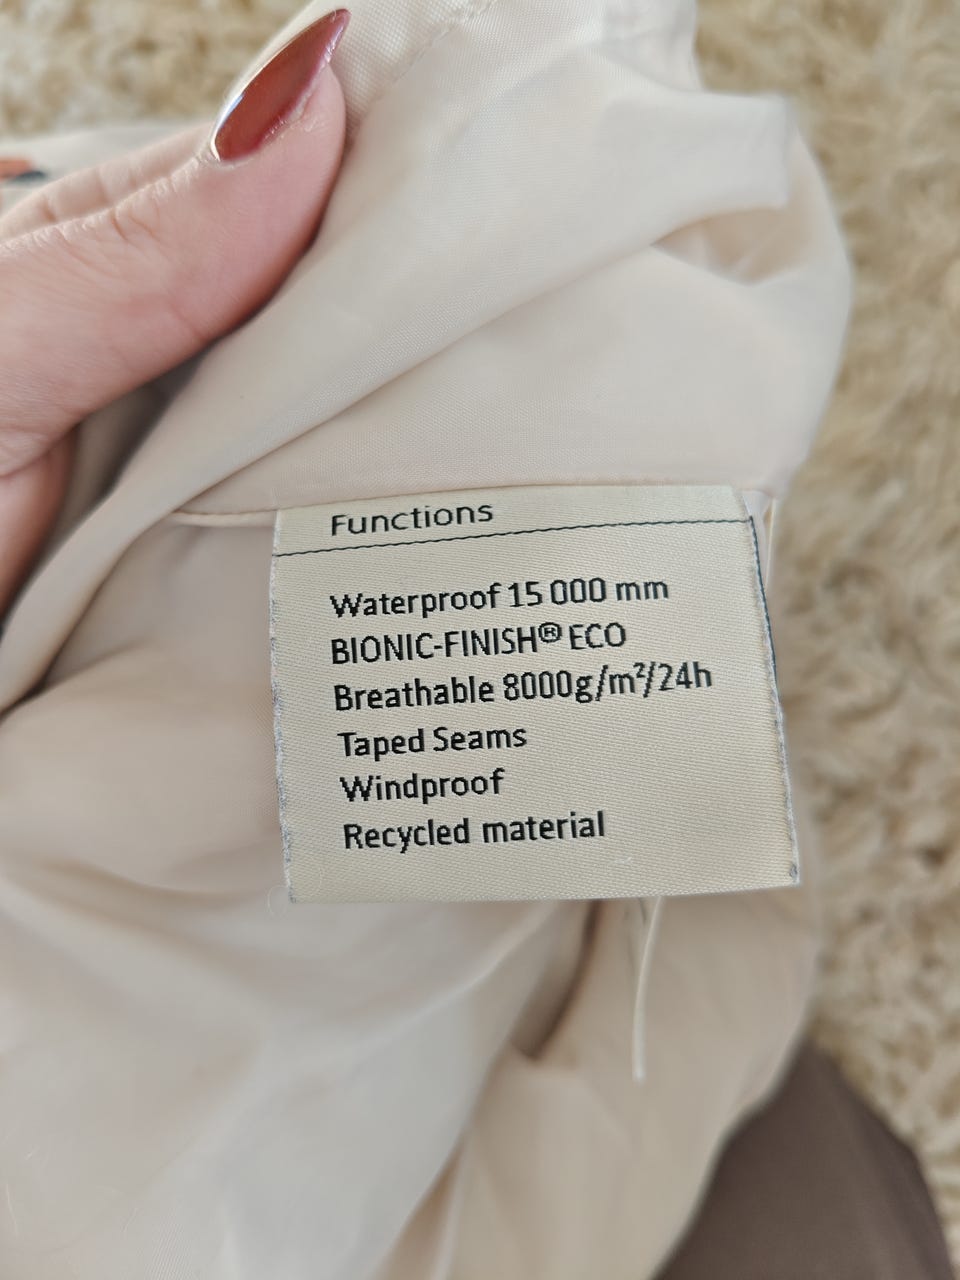 Functions
Waterproof 15 000 mm
BIONIC-FINISH® ECO
Breathable 8000g/m²/24h
Taped Seams
Windproof
Recycled material